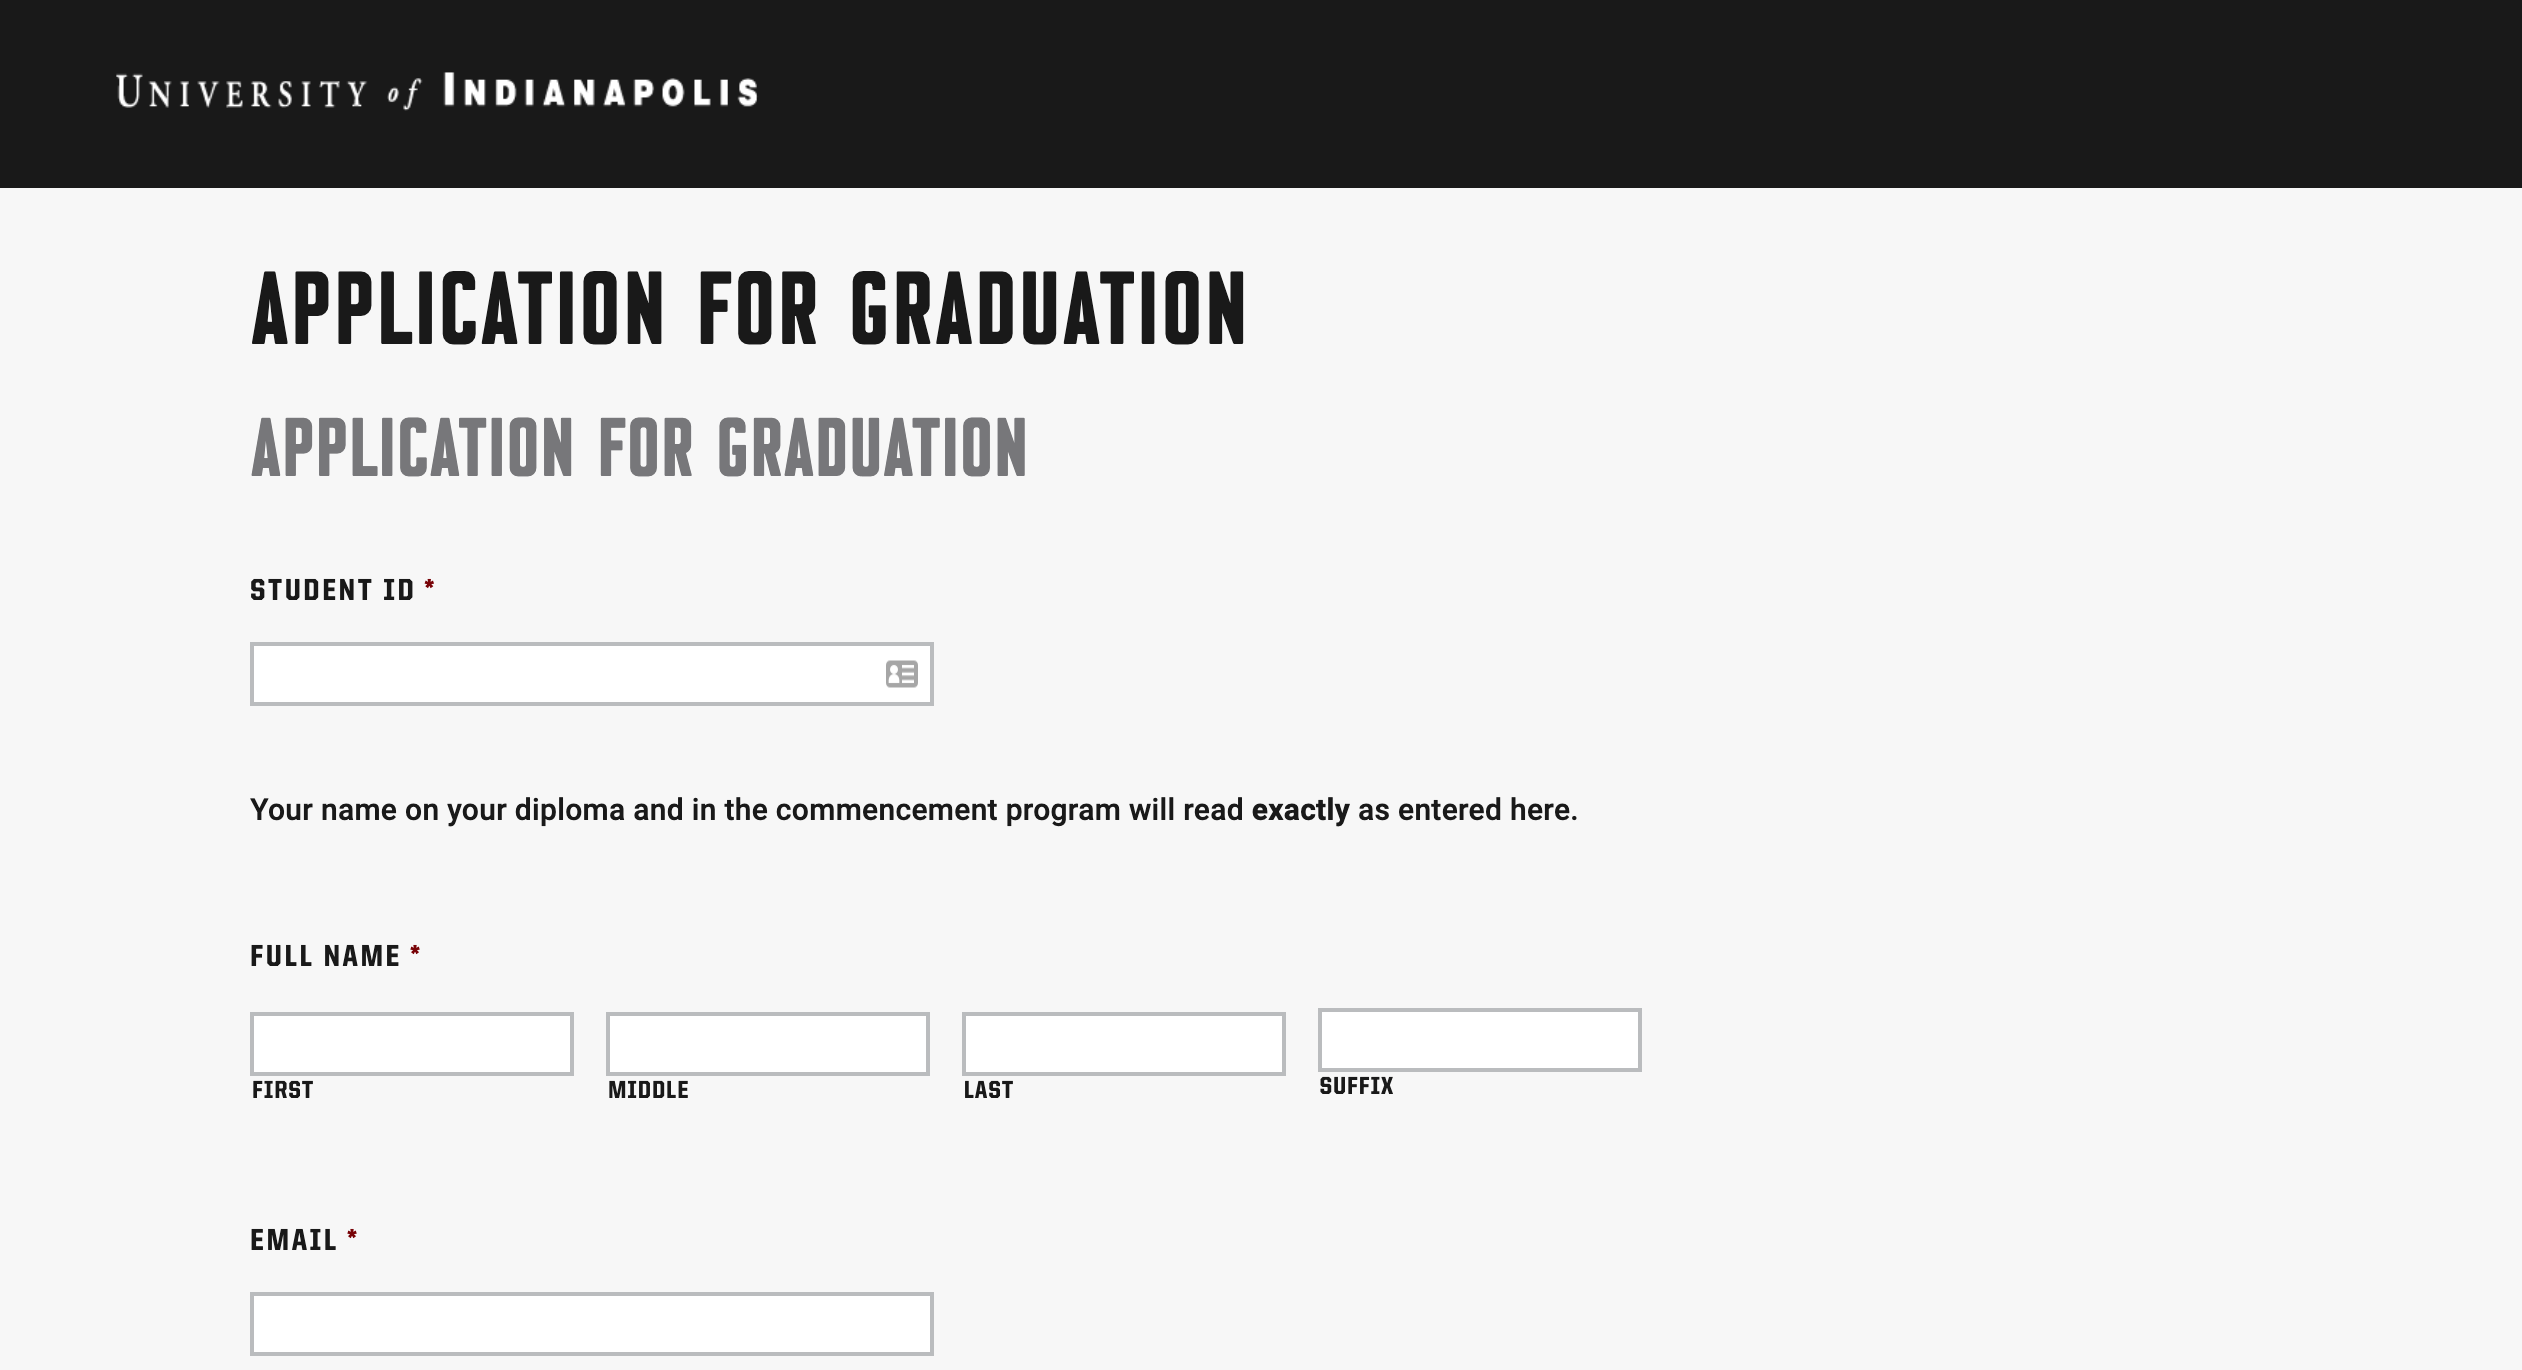 UNIVERSITY of INDIANAPOLIS
APPLICATION FOR GRADUATION
APPLICATION FOR GRADUATION
STUDENT ID *
Your name on your diploma and in the commencement program will read exactly as entered here.
FULL NAME *
FIRST MIDDLE LAST SUFFIX
EMAIL *